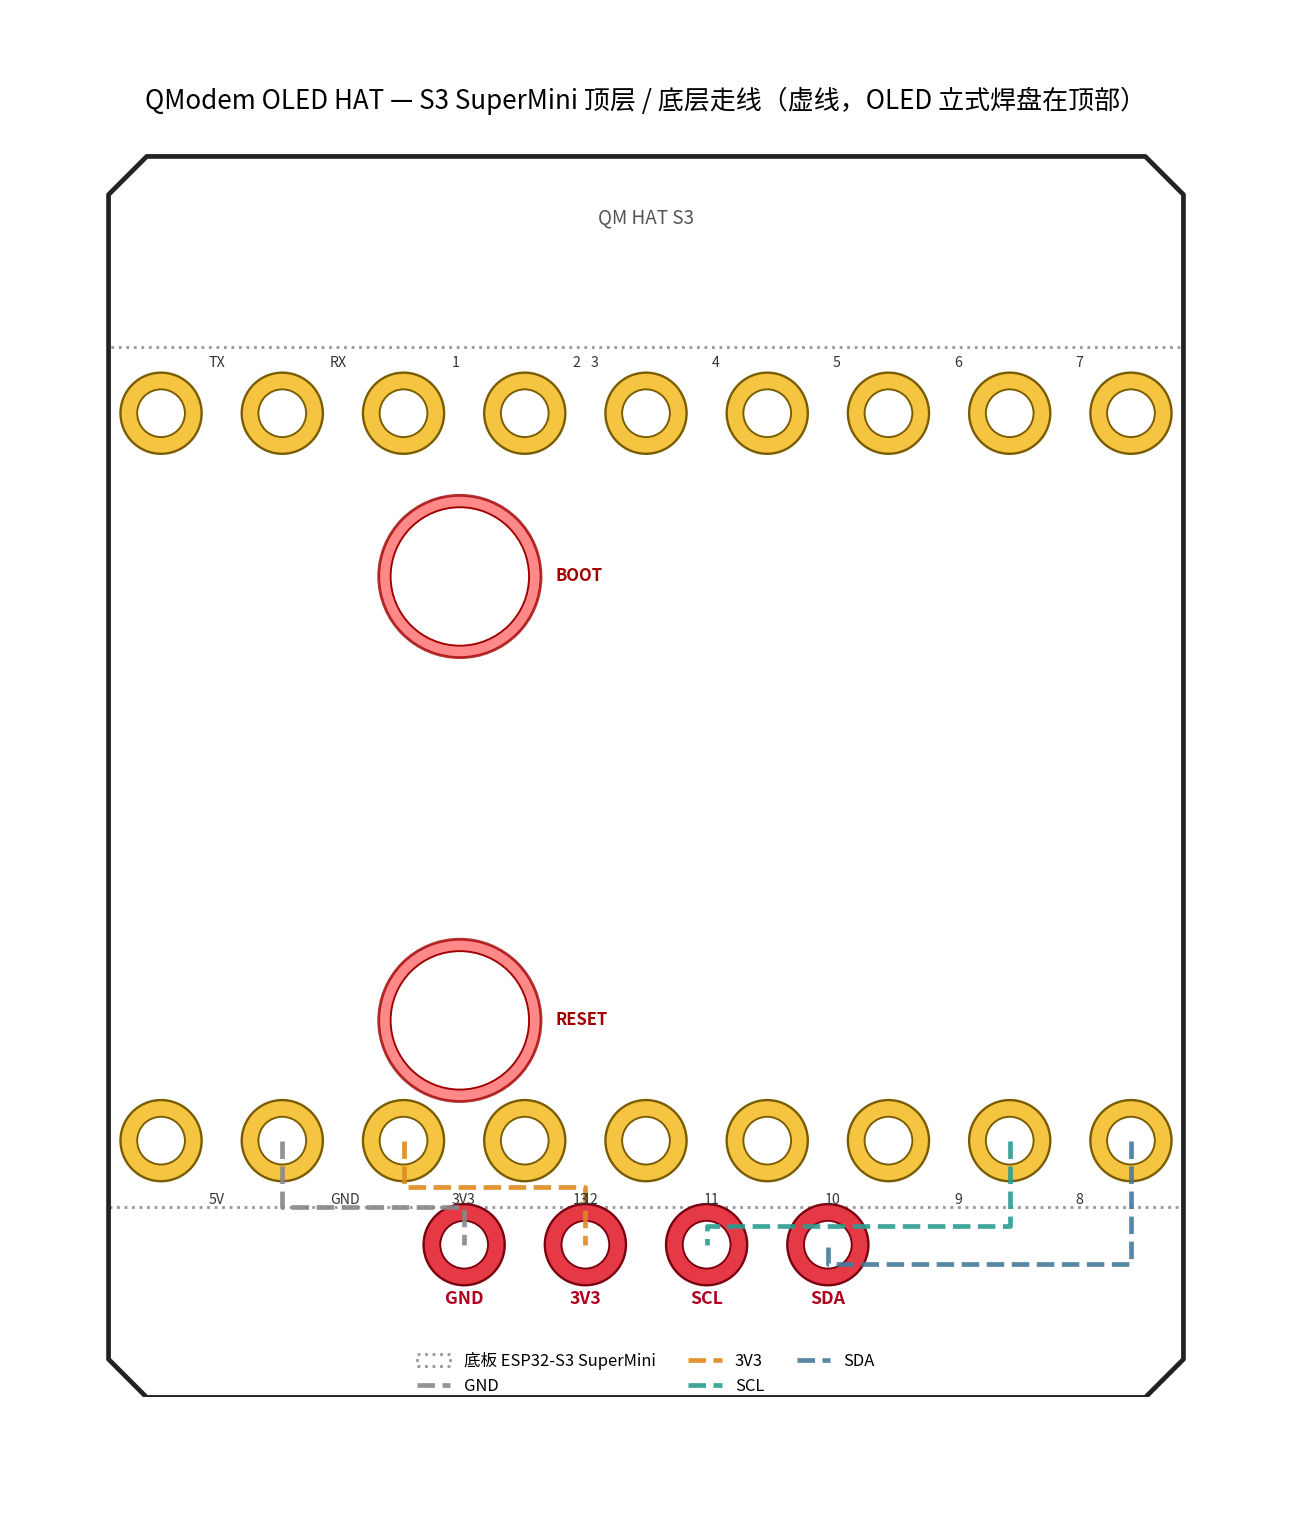 QModem OLED HAT — S3 SuperMini 顶层 / 底层走线（虚线，OLED 立式焊盘在顶部）
QM HAT S3
TX RX 1 2 3 4 5 6 7
BOOT
RESET
5V GND 3V3 13 12 11 10 9 8
GND 3V3 SCL SDA
底板 ESP32-S3 SuperMini 3V3 SDA
GND SCL